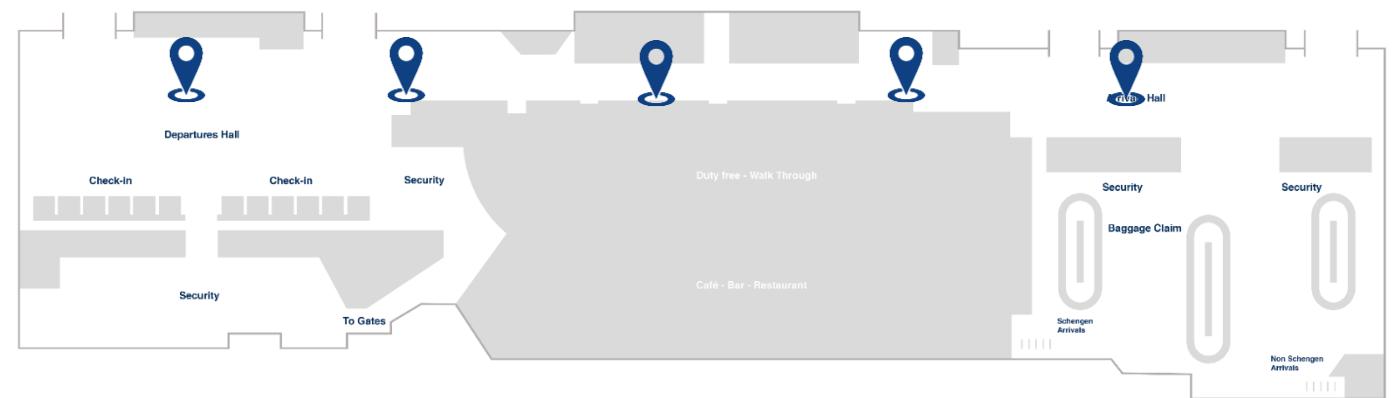 Arrivals Hall
Departures Hall
Check-in
Check-in
Security
Duty free - Walk Through
Security
Security
Baggage Claim
Café - Bar - Restaurant
Security
To Gates
Schengen
Arrivals
Non Schengen
Arrivals